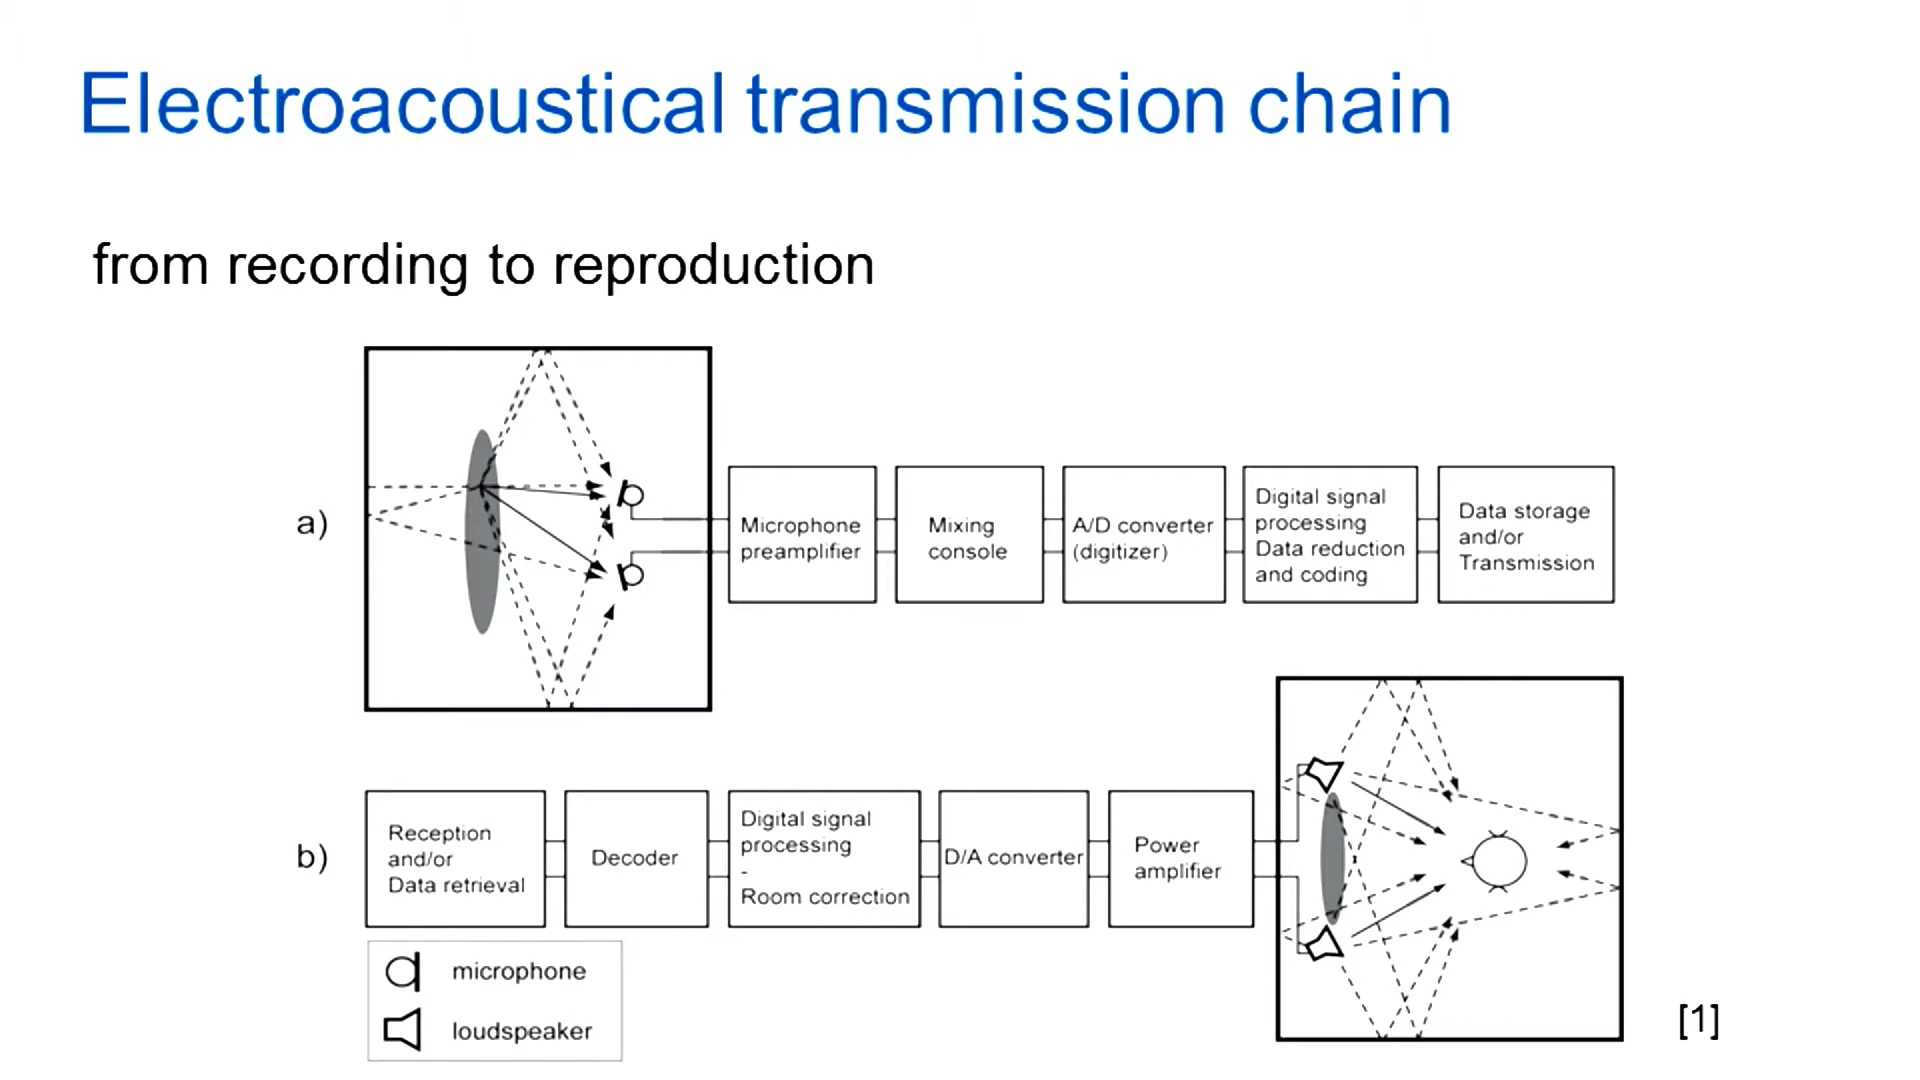 Electroacoustical transmission chain
from recording to reproduction
a)
Microphone
preamplifier
Mixing
console
A/D converter
(digitizer)
Digital signal
processing
Data reduction
and coding
Data storage
and/or
Transmission
b)
Reception
and/or
Data retrieval
Decoder
Digital signal
processing
-
Room correction
D/A converter
Power
amplifier
microphone
loudspeaker
[1]